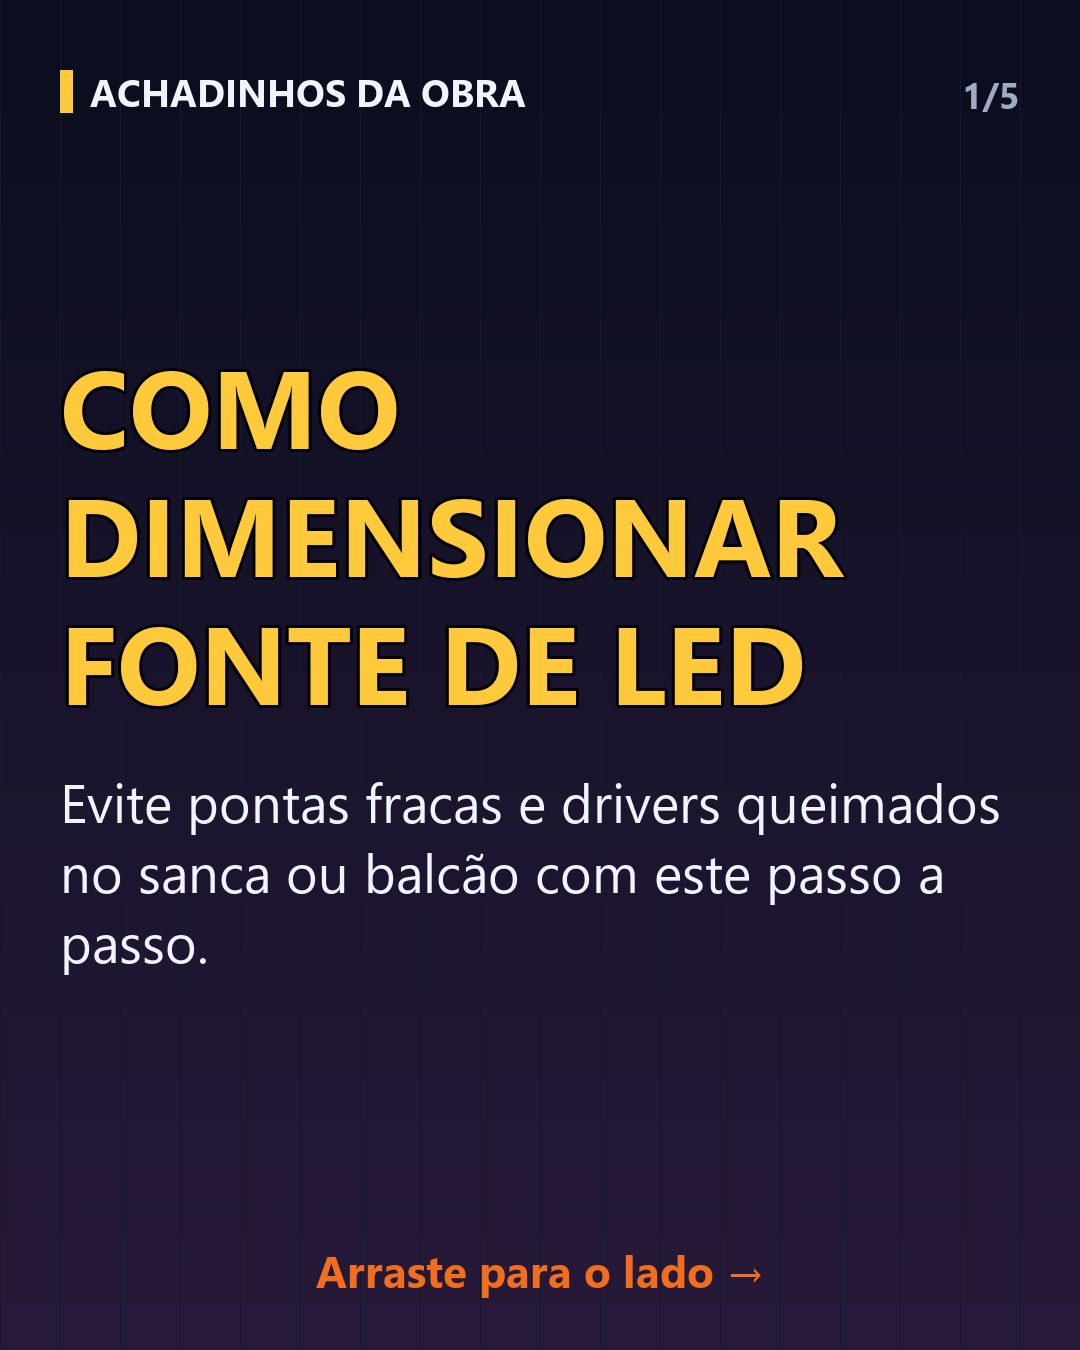 ACHADINHOS DA OBRA
1/5
COMO
DIMENSIONAR
FONTE DE LED
Evite pontas fracas e drivers queimados
no sanca ou balcão com este passo a
passo.
Arraste para o lado →